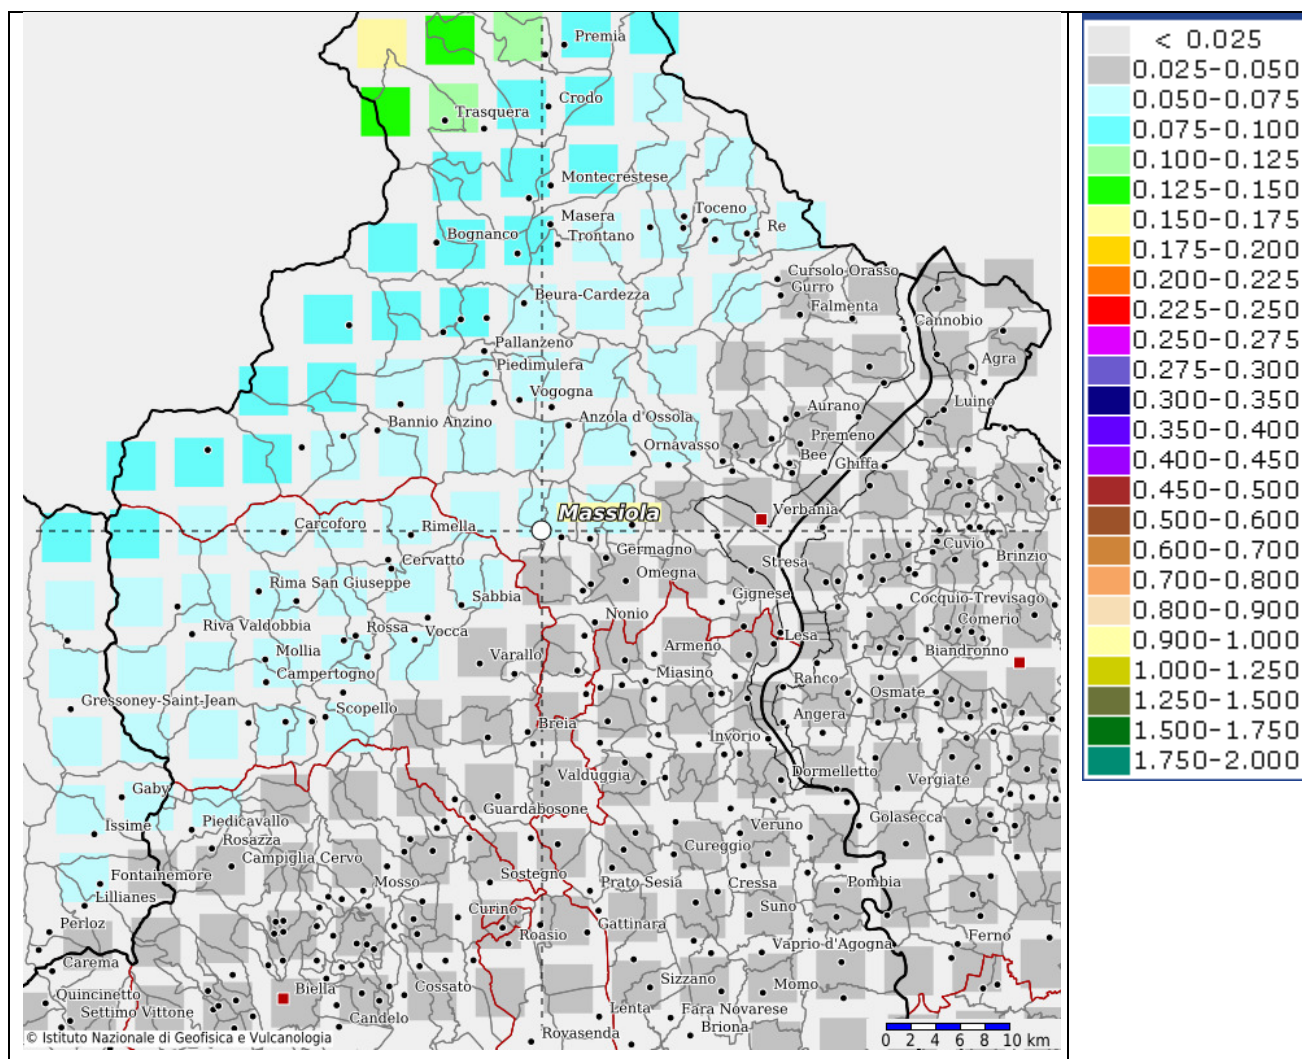 Premia
Crodo
Trasquera
Montecrestese
Masera
Toceno
Re
Bognanco
Trontano
Cursolo-Orasso
Gurro
Falmenta
Beura-Cardezza
Cannobio
Pallanzeno
Agra
Piedimulera
Vogogna
Luine
Aurano
Bannio Anzino
Anzola d'Ossola
Premeno
Ornavasso
Bee
Ghiffa
Massiola
Verbania
Carcoforo
Rimella
Cuvio
Brinzio
Germagno
Cervatto
Stresa
Omegna
Rima San Giuseppe
Gignese
Sabbia
Cocquio-Trevisago
Nonio
Comerio
Riva Valdobbia
Rossa
Vocca
Lesa
Mollia
Varallo
Armeno
Biandronno
Campertogno
Miasino
Ranco
Osmate
Gressoney-Saint-Jean
Scopello
Angera
Breia
Invorio
Valduggia
Dormelletto
Vergiate
Gaby
Guardabosone
Golasecca
Issime
Piedicavallo
Veruno
Rosazza
Cureggio
Campiglia Cervo
Fontainemore
Mosso
Sostegno
Prato Sesia
Cressa
Pombia
Lillianes
Curino
Suno
Perloz
Gattinara
Roasio
Vaprio-d'Agogna
Ferno
Carema
Sizzano
Momo
Quincinetto
Biella
Cossato
Settimo Vittone
Candelo
Lenta
Fara Novarese
Briona
Rovasenda
© Istituto Nazionale di Geofisica e Vulcanologia
0 2 4 6 8 10 km
< 0.025
0.025-0.050
0.050-0.075
0.075-0.100
0.100-0.125
0.125-0.150
0.150-0.175
0.175-0.200
0.200-0.225
0.225-0.250
0.250-0.275
0.275-0.300
0.300-0.350
0.350-0.400
0.400-0.450
0.450-0.500
0.500-0.600
0.600-0.700
0.700-0.800
0.800-0.900
0.900-1.000
1.000-1.250
1.250-1.500
1.500-1.750
1.750-2.000